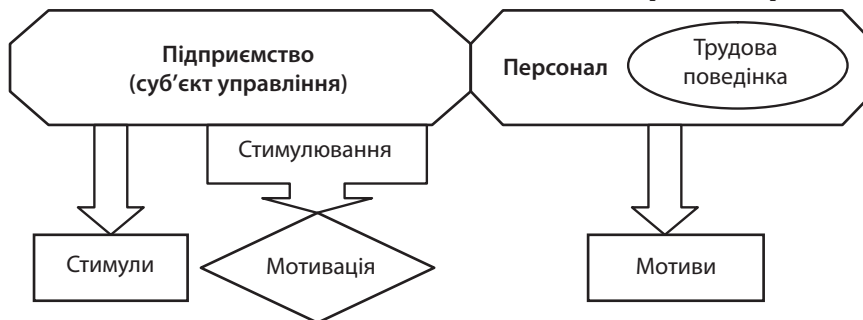 Підприємство
(суб’єкт управління)
Персонал
Трудова
поведінка
Стимулювання
Стимули
Мотивація
Мотиви